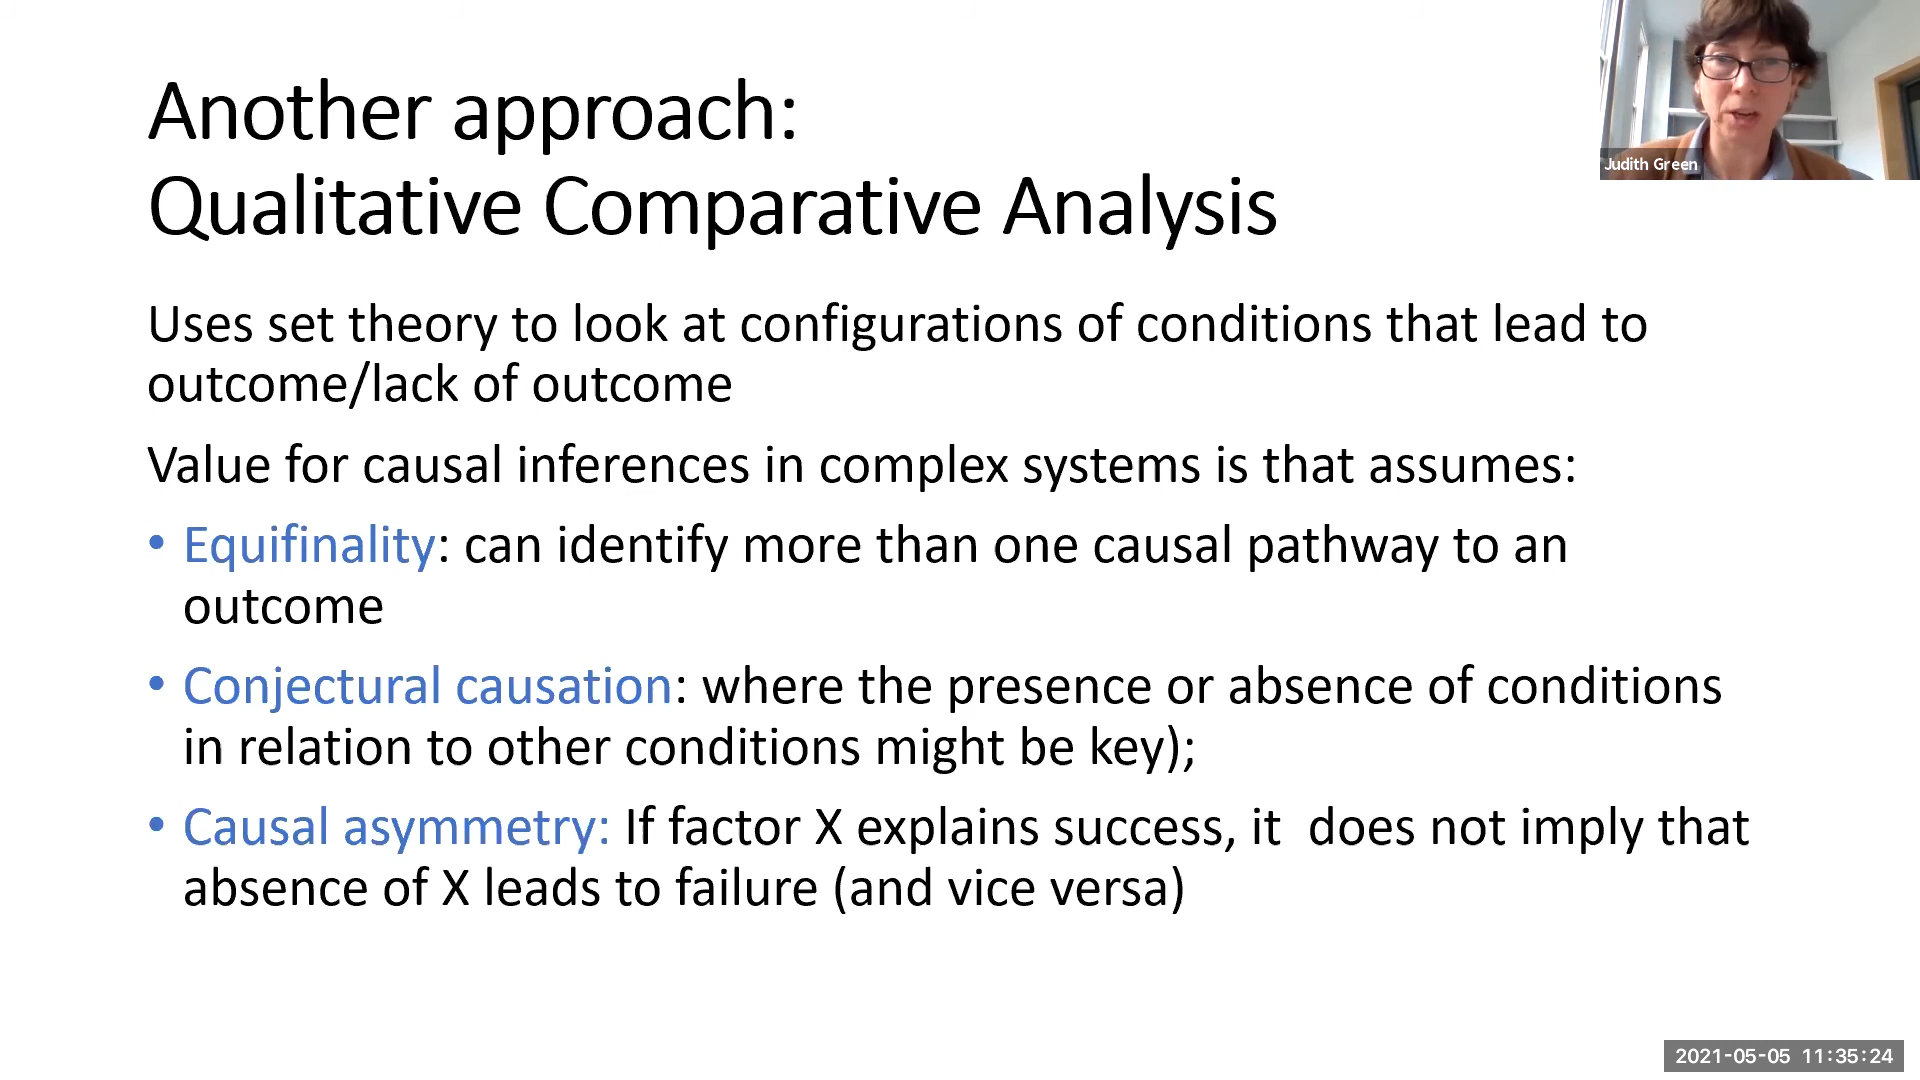 Another approach:
Qualitative Comparative Analysis
Judith Green
Uses set theory to look at configurations of conditions that lead to
outcome/lack of outcome
Value for causal inferences in complex systems is that assumes:
• Equifinality: can identify more than one causal pathway to an
outcome
• Conjectural causation: where the presence or absence of conditions
in relation to other conditions might be key);
• Causal asymmetry: If factor X explains success, it  does not imply that
absence of X leads to failure (and vice versa)
2021-05-05 11:35:24